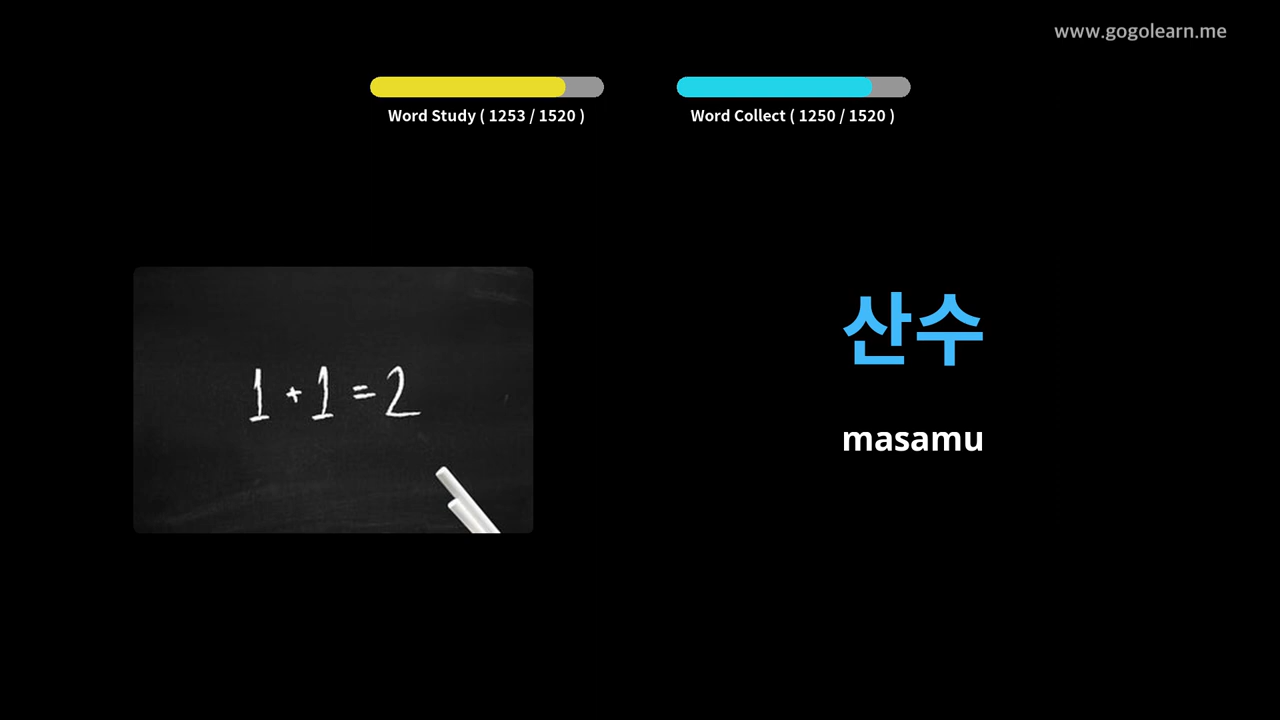 www.gogolearn.me
Word Study ( 1253 / 1520 )
Word Collect ( 1250 / 1520 )
1 + 1 = 2
산수
masamu